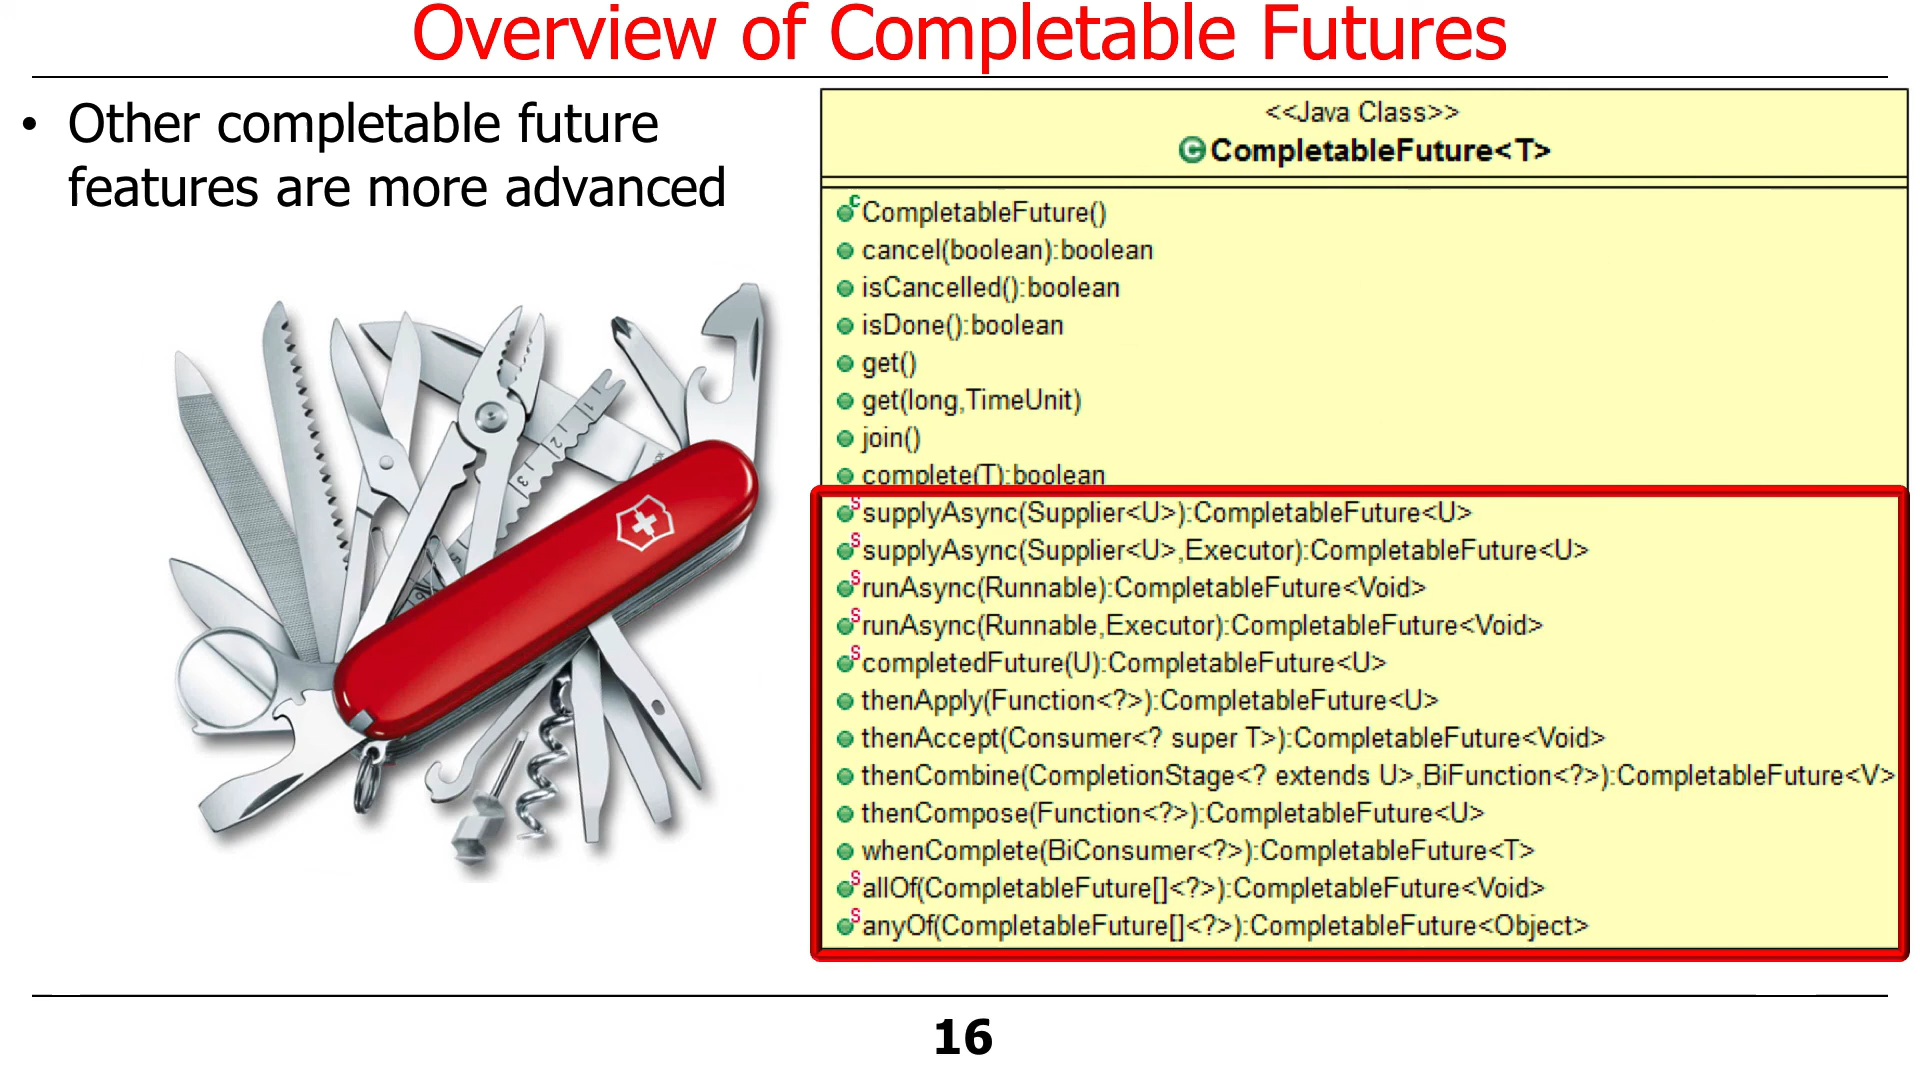 Overview of Completable Futures
• Other completable future
features are more advanced
<<Java Class>>
CompletableFuture<T>
CompletableFuture()
cancel(boolean):boolean
isCancelled():boolean
isDone():boolean
get()
get(long,TimeUnit)
join()
complete(T):boolean
supplyAsync(Supplier<U>):CompletableFuture<U>
supplyAsync(Supplier<U>,Executor):CompletableFuture<U>
runAsync(Runnable):CompletableFuture<Void>
runAsync(Runnable,Executor):CompletableFuture<Void>
completedFuture(U):CompletableFuture<U>
thenApply(Function<?>):CompletableFuture<U>
thenAccept(Consumer<? super T>):CompletableFuture<Void>
thenCombine(CompletionStage<? extends U>,BiFunction<?>):CompletableFuture<V>
thenCompose(Function<?>):CompletableFuture<U>
whenComplete(BiConsumer<?>):CompletableFuture<T>
allOf(CompletableFuture[]<?>):CompletableFuture<Void>
anyOf(CompletableFuture[]<?>):CompletableFuture<Object>
16